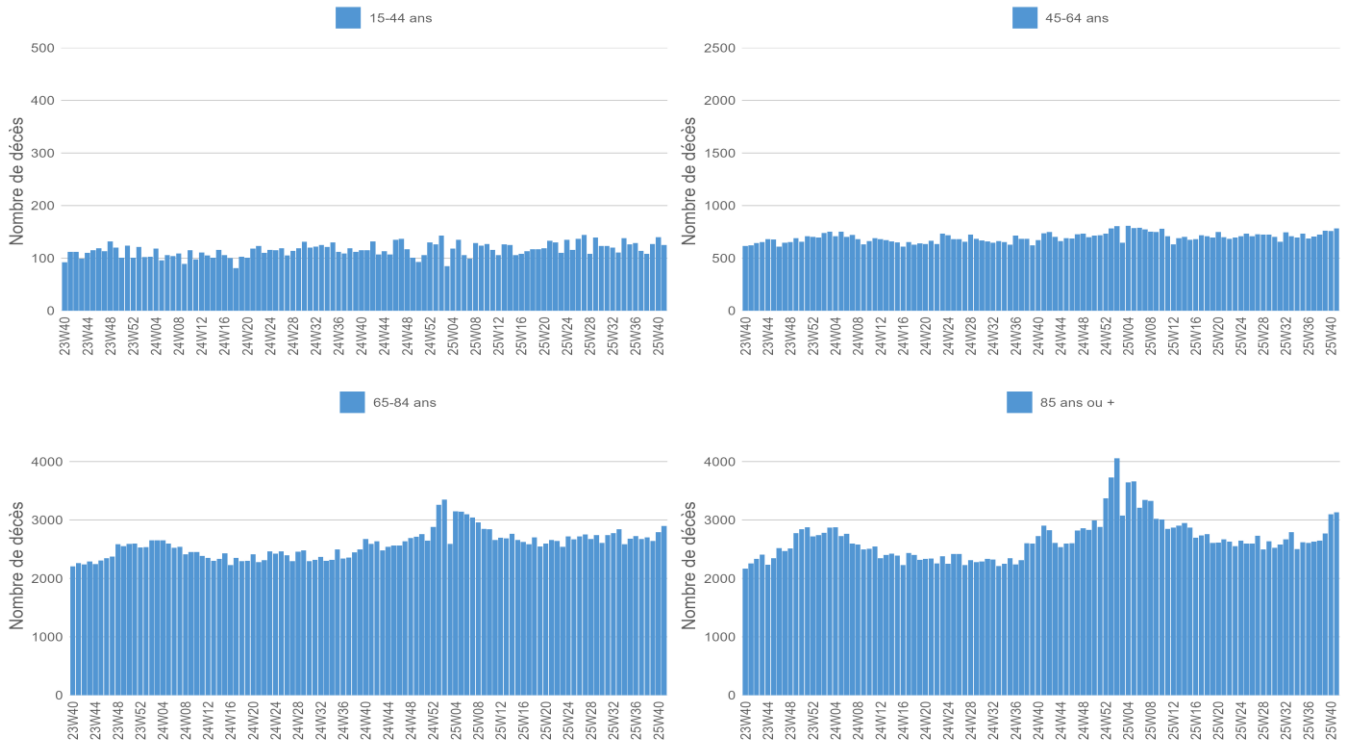 15-44 ans
Nombre de décès
500
400
300
200
100
0
23W40
23W44
23W48
23W52
24W04
24W08
24W12
24W16
24W20
24W24
24W28
24W32
24W36
24W40
24W44
24W48
24W52
25W04
25W08
25W12
25W16
25W20
25W24
25W28
25W32
25W36
25W40
45-64 ans
Nombre de décès
2500
2000
1500
1000
500
0
23W40
23W44
23W48
23W52
24W04
24W08
24W12
24W16
24W20
24W24
24W28
24W32
24W36
24W40
24W44
24W48
24W52
25W04
25W08
25W12
25W16
25W20
25W24
25W28
25W32
25W36
25W40
65-84 ans
Nombre de décès
4000
3000
2000
1000
0
23W40
23W44
23W48
23W52
24W04
24W08
24W12
24W16
24W20
24W24
24W28
24W32
24W36
24W40
24W44
24W48
24W52
25W04
25W08
25W12
25W16
25W20
25W24
25W28
25W32
25W36
25W40
85 ans ou +
Nombre de décès
4000
3000
2000
1000
0
23W40
23W44
23W48
23W52
24W04
24W08
24W12
24W16
24W20
24W24
24W28
24W32
24W36
24W40
24W44
24W48
24W52
25W04
25W08
25W12
25W16
25W20
25W24
25W28
25W32
25W36
25W40